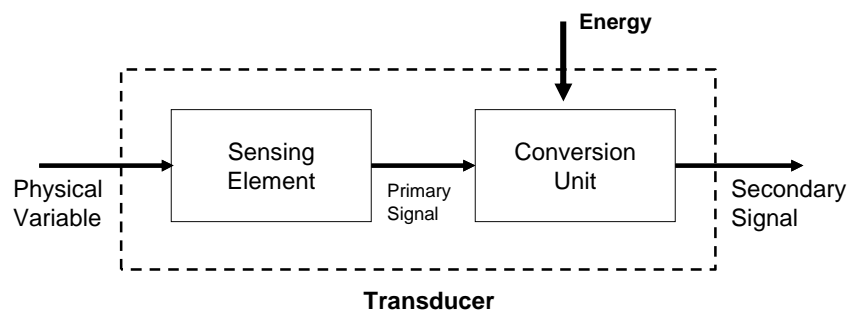 Energy
Sensing
Element
Conversion
Unit
Physical
Variable
Primary
Signal
Secondary
Signal
Transducer